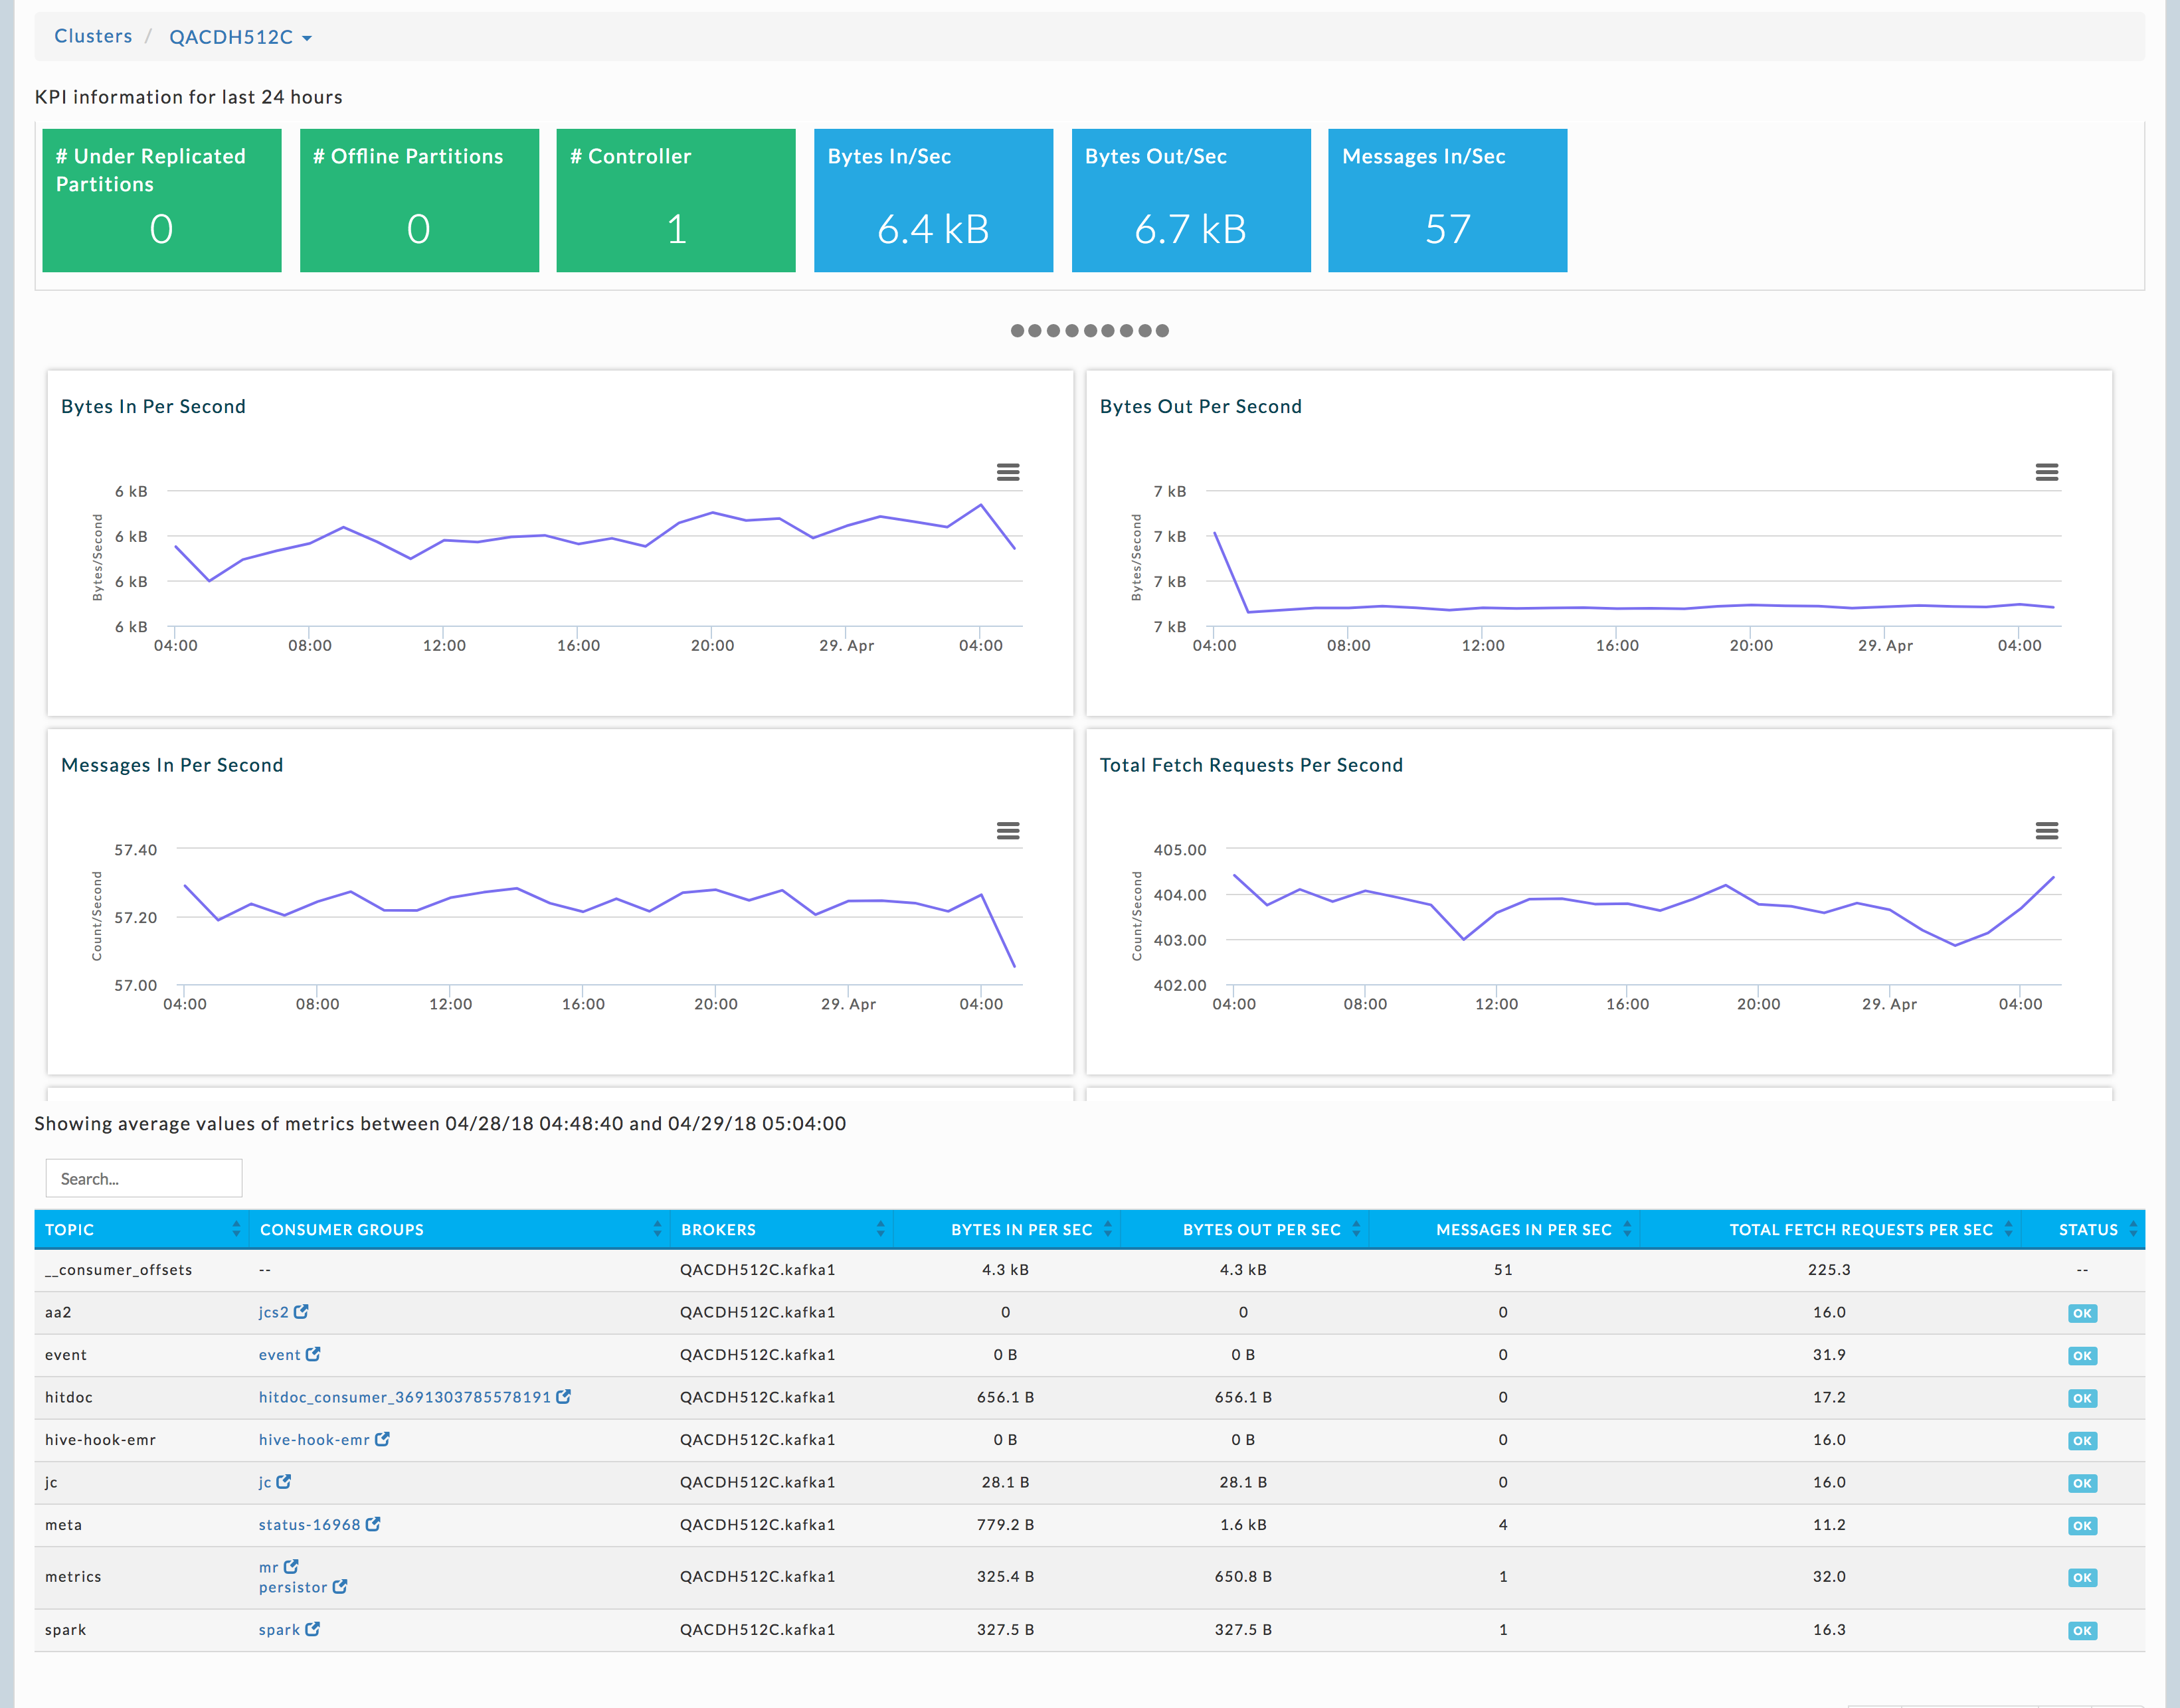 Clusters / QACDH512C
KPI information for last 24 hours
# Under Replicated Partitions
0
# Offline Partitions
0
# Controller
1
Bytes In/Sec
6.4 kB
Bytes Out/Sec
6.7 kB
Messages In/Sec
57
Bytes In Per Second
Bytes/Second
6 kB
6 kB
6 kB
6 kB
04:00 08:00 12:00 16:00 20:00 29. Apr 04:00
Bytes Out Per Second
Bytes/Second
7 kB
7 kB
7 kB
7 kB
04:00 08:00 12:00 16:00 20:00 29. Apr 04:00
Messages In Per Second
Count/Second
57.40
57.20
57.00
04:00 08:00 12:00 16:00 20:00 29. Apr 04:00
Total Fetch Requests Per Second
Count/Second
405.00
404.00
403.00
402.00
04:00 08:00 12:00 16:00 20:00 29. Apr 04:00
Showing average values of metrics between 04/28/18 04:48:40 and 04/29/18 05:04:00
Search...
TOPIC CONSUMER GROUPS BROKERS BYTES IN PER SEC BYTES OUT PER SEC MESSAGES IN PER SEC TOTAL FETCH REQUESTS PER SEC STATUS
__consumer_offsets -- QACDH512C.kafka1 4.3 kB 4.3 kB 51 225.3 --
aa2 jcs2 QACDH512C.kafka1 0 0 0 16.0 OK
event event QACDH512C.kafka1 0 B 0 B 0 31.9 OK
hitdoc hitdoc_consumer_3691303785578191 QACDH512C.kafka1 656.1 B 656.1 B 0 17.2 OK
hive-hook-emr hive-hook-emr QACDH512C.kafka1 0 B 0 B 0 16.0 OK
jc jc QACDH512C.kafka1 28.1 B 28.1 B 0 16.0 OK
meta status-16968 QACDH512C.kafka1 779.2 B 1.6 kB 4 11.2 OK
metrics mr persistor QACDH512C.kafka1 325.4 B 650.8 B 1 32.0 OK
spark spark QACDH512C.kafka1 327.5 B 327.5 B 1 16.3 OK